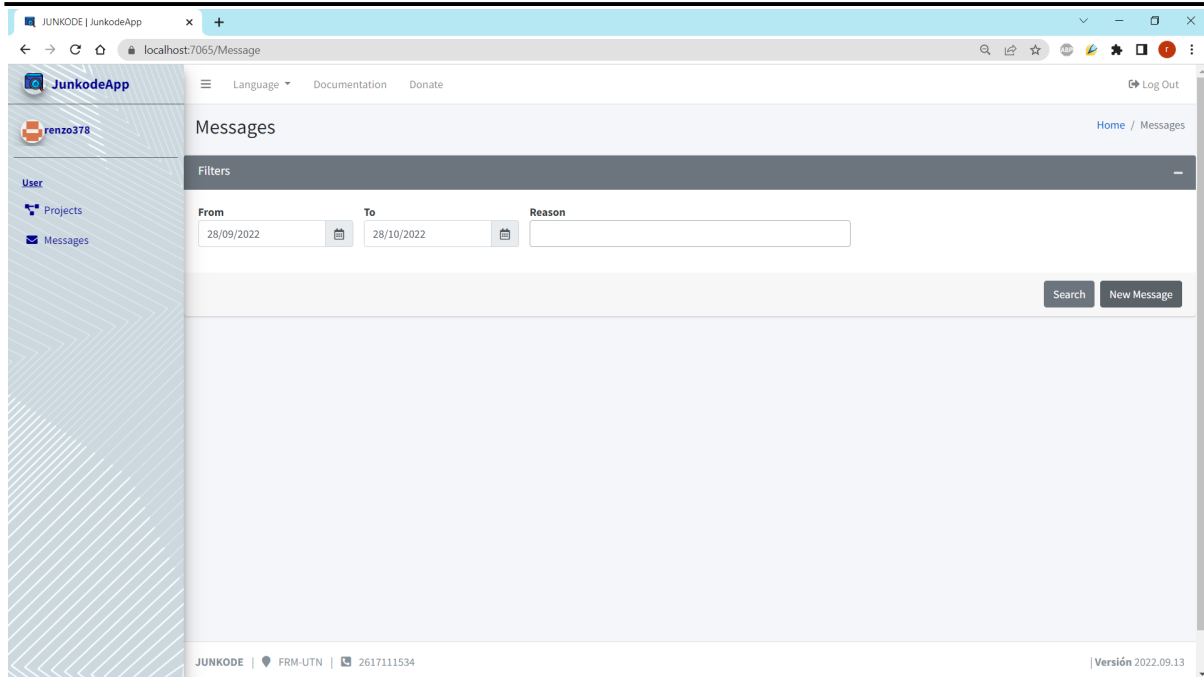 JUNKODE | JunkodeApp
localhost:7065/Message
ABP
r
JunkodeApp
Language
Documentation
Donate
Log Out
renzo378
Messages
Home / Messages
Filters
User
Projects
Messages
From
To
Reason
28/09/2022
28/10/2022
Search
New Message
JUNKODE | FRM-UTN | 2617111534
| Versión 2022.09.13